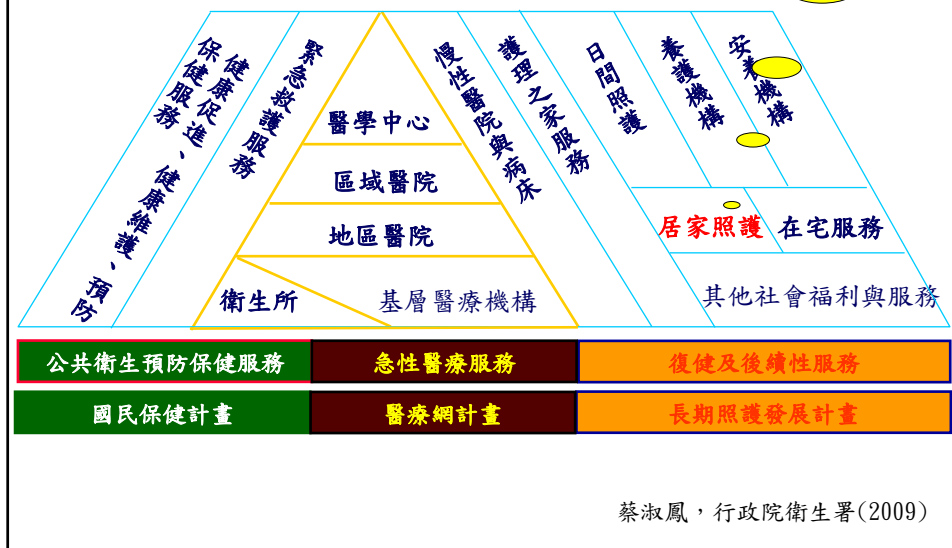 健康促進、健康維護、預防
保健服務
緊急救護服務
醫學中心
區域醫院
地區醫院
衛生所
基層醫療機構
慢性醫院與病床
護理之家服務
日間照護
養護機構
安養機構
居家照護
在宅服務
其他社會福利與服務
公共衛生預防保健服務
急性醫療服務
復健及後續性服務
國民保健計畫
醫療網計畫
長期照護發展計畫
蔡淑鳳，行政院衛生署(2009)